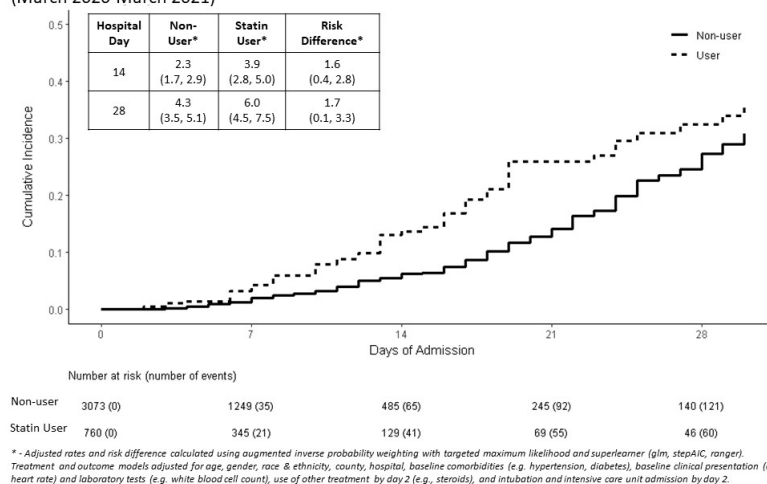 (March 2020-March 2021)
0.5
0.4
0.3
0.2
0.1
0.0
Cumulative Incidence
Hospital Day Non-User* Statin User* Risk Difference*
14 2.3 (1.7, 2.9) 3.9 (2.8, 5.0) 1.6 (0.4, 2.8)
28 4.3 (3.5, 5.1) 6.0 (4.5, 7.5) 1.7 (0.1, 3.3)
Non-user
User
0 7 14 21 28
Days of Admission
Number at risk (number of events)
Non-user 3073 (0) 1249 (35) 485 (65) 245 (92) 140 (121)
Statin User 760 (0) 345 (21) 129 (41) 69 (55) 46 (60)
* - Adjusted rates and risk difference calculated using augmented inverse probability weighting with targeted maximum likelihood and superlearner (glm, stepAIC, ranger).
Treatment and outcome models adjusted for age, gender, race & ethnicity, county, hospital, baseline comorbidities (e.g. hypertension, diabetes), baseline clinical presentation (
heart rate) and laboratory tests (e.g. white blood cell count), use of other treatment by day 2 (e.g., steroids), and intubation and intensive care unit admission by day 2.